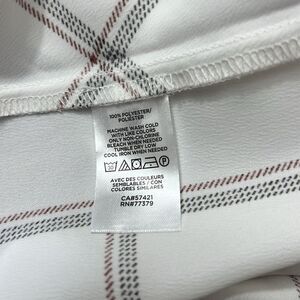 100% POLYESTER/
POLIESTER
MACHINE WASH COLD
WITH LIKE COLORS
ONLY NON-CHLORINE
BLEACH WHEN NEEDED
TUMBLE DRY LOW
COOL IRON WHEN NEEDED
AVEC DES COULEURS
SEMBLABLES / CON
COLORES SIMILARES
CA#57421
RN#77379